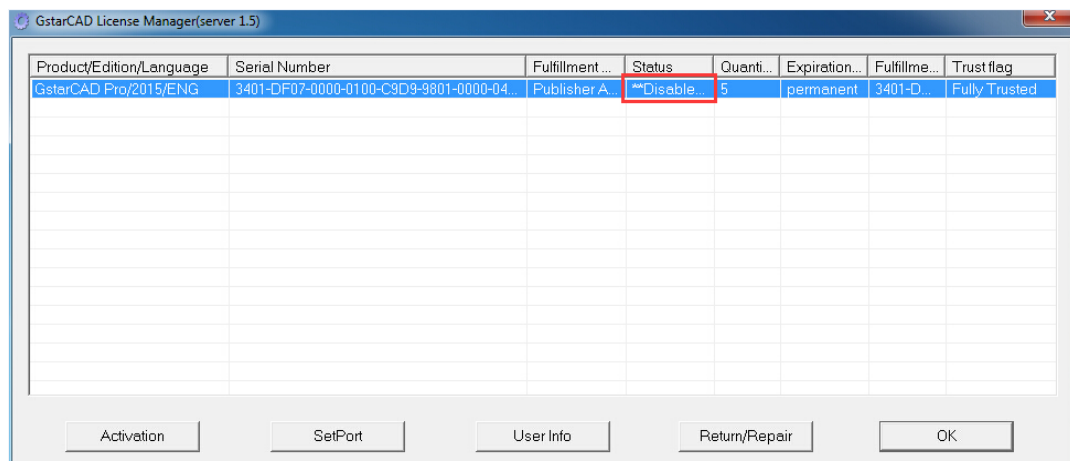 GstarCAD License Manager(server 1.5)
Product/Edition/Language Serial Number Fulfillment ... Status Quanti... Expiration... Fulfillme... Trust flag
GstarCAD Pro/2015/ENG 3401-DF07-0000-0100-C9D9-9801-0000-04... Publisher A... **Disable... 5 permanent 3401-D... Fully Trusted
Activation SetPort User Info Return/Repair OK